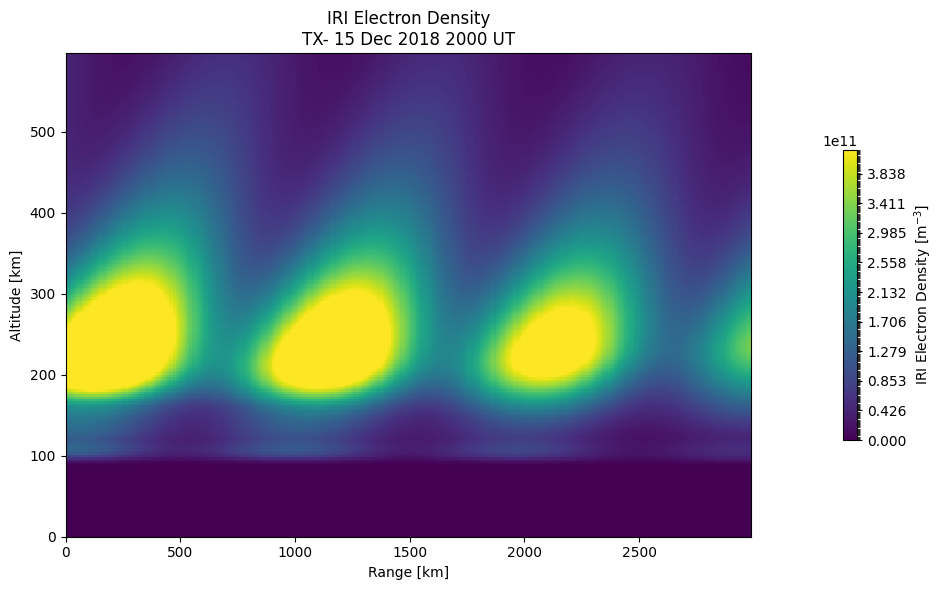 IRI Electron Density
TX- 15 Dec 2018 2000 UT
1e11
500
400
300
200
100
0
Altitude [km]
0 500 1000 1500 2000 2500
Range [km]
3.838
3.411
2.985
2.558
2.132
1.706
1.279
0.853
0.426
0.000
IRI Electron Density [m⁻³]